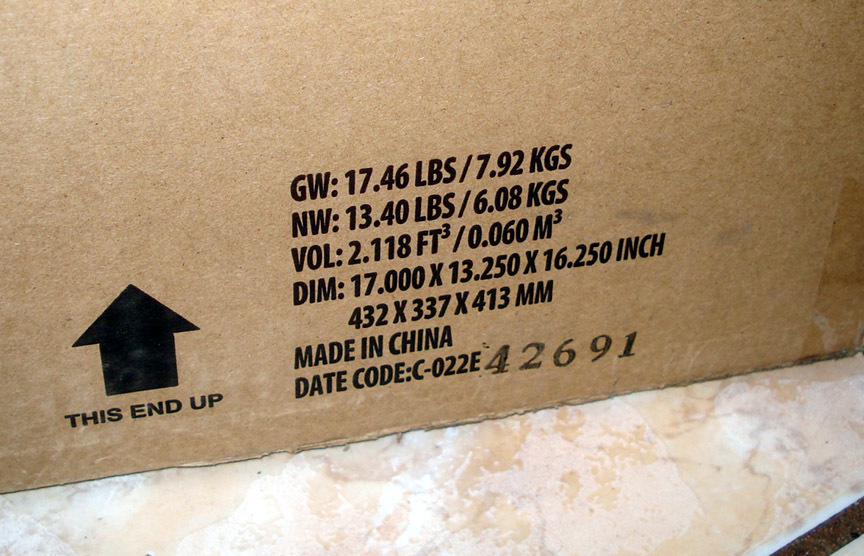 GW: 17.46 LBS / 7.92 KGS
NW: 13.40 LBS / 6.08 KGS
VOL: 2.118 FT³ / 0.060 M³
DIM: 17.000 X 13.250 X 16.250 INCH
432 X 337 X 413 MM
MADE IN CHINA
DATE CODE:C-022E 42691
THIS END UP